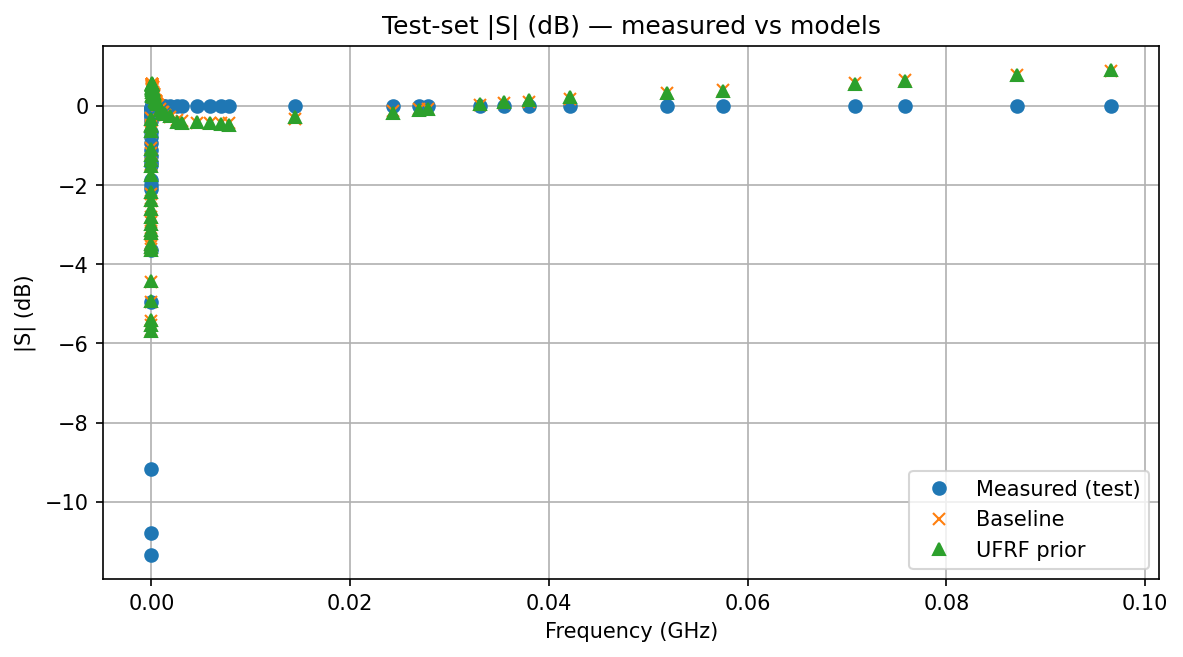 Test-set |S| (dB) — measured vs models
|S| (dB)
0
−2
−4
−6
−8
−10
Measured (test)
Baseline
UFRF prior
0.00 0.02 0.04 0.06 0.08 0.10
Frequency (GHz)